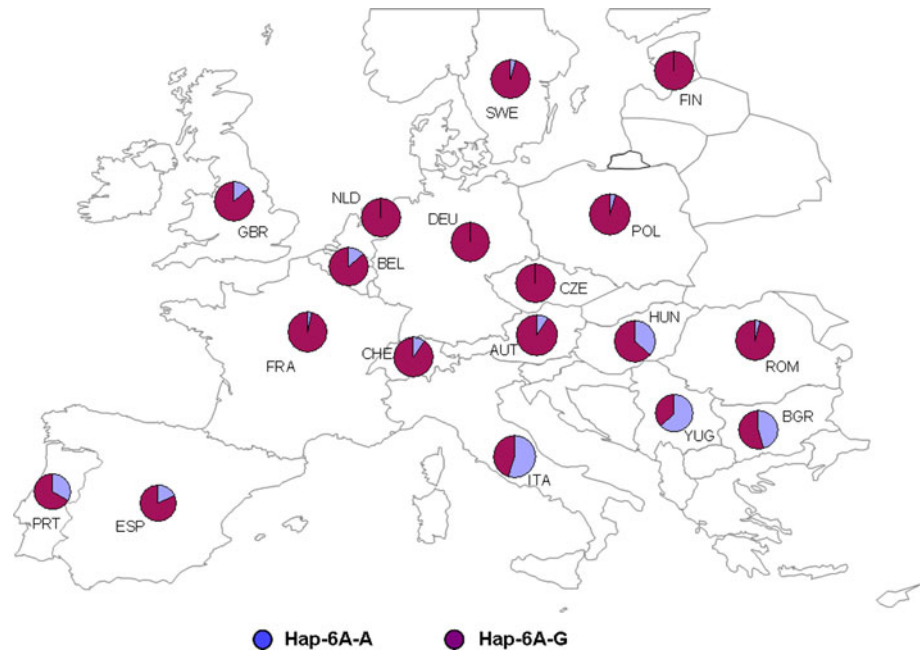 SWE
FIN
NLD
DEU
GBR
POL
BEL
CZE
HUN
FRA
CHE
AUT
ROM
BGR
YUG
ITA
PRT
ESP
Hap-6A-A
Hap-6A-G